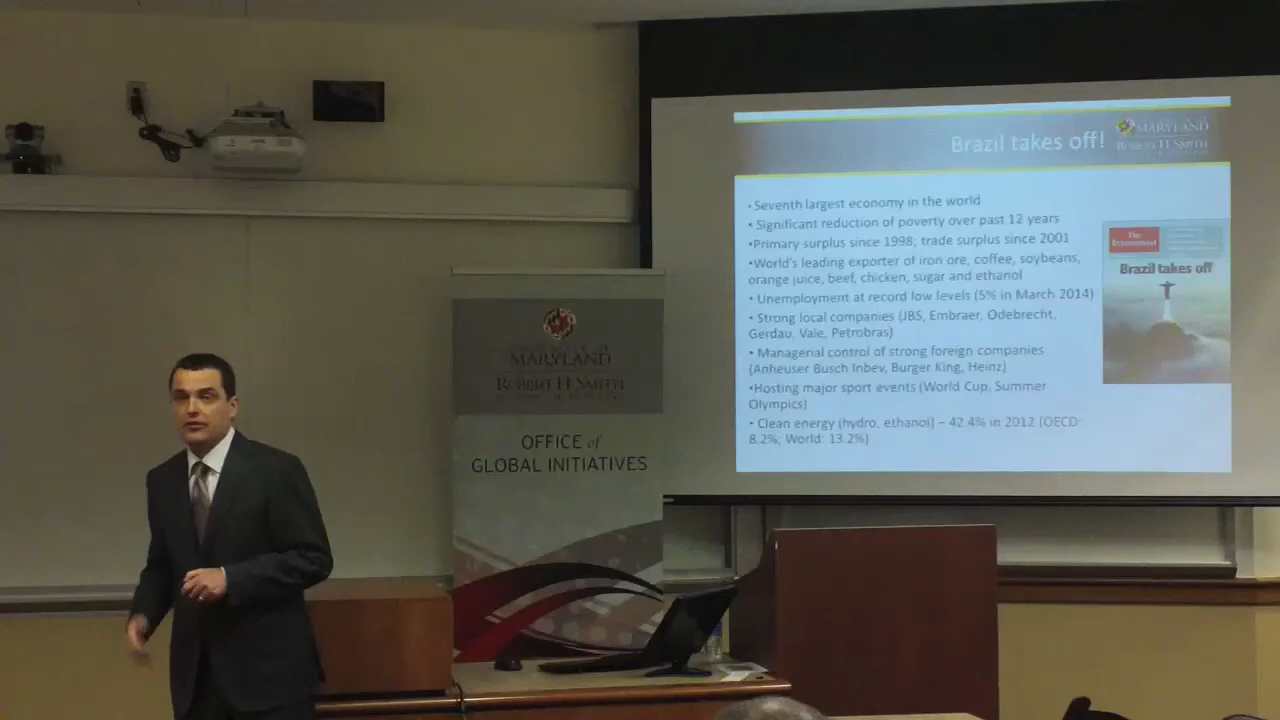 Brazil takes off!
MARYLAND
ROBERT H. SMITH
• Seventh largest economy in the world
• Significant reduction of poverty over past 12 years
•Primary surplus since 1998; trade surplus since 2001
•World's leading exporter of iron ore, coffee, soybeans,
orange juice, beef, chicken, sugar and ethanol
• Unemployment at record low levels (5% in March 2014)
• Strong local companies (JBS, Embraer, Odebrecht,
Gerdau, Vale, Petrobras)
• Managerial control of strong foreign companies
(Anheuser Busch Inbev, Burger King, Heinz)
•Hosting major sport events (World Cup, Summer
Olympics)
• Clean energy (hydro, ethanol) – 42.4% in 2012 (OECD:
8.2%; World: 13.2%)
The
Economist
Brazil takes off
UNIVERSITY OF
MARYLAND
ROBERT H. SMITH
OFFICE of
GLOBAL INITIATIVES